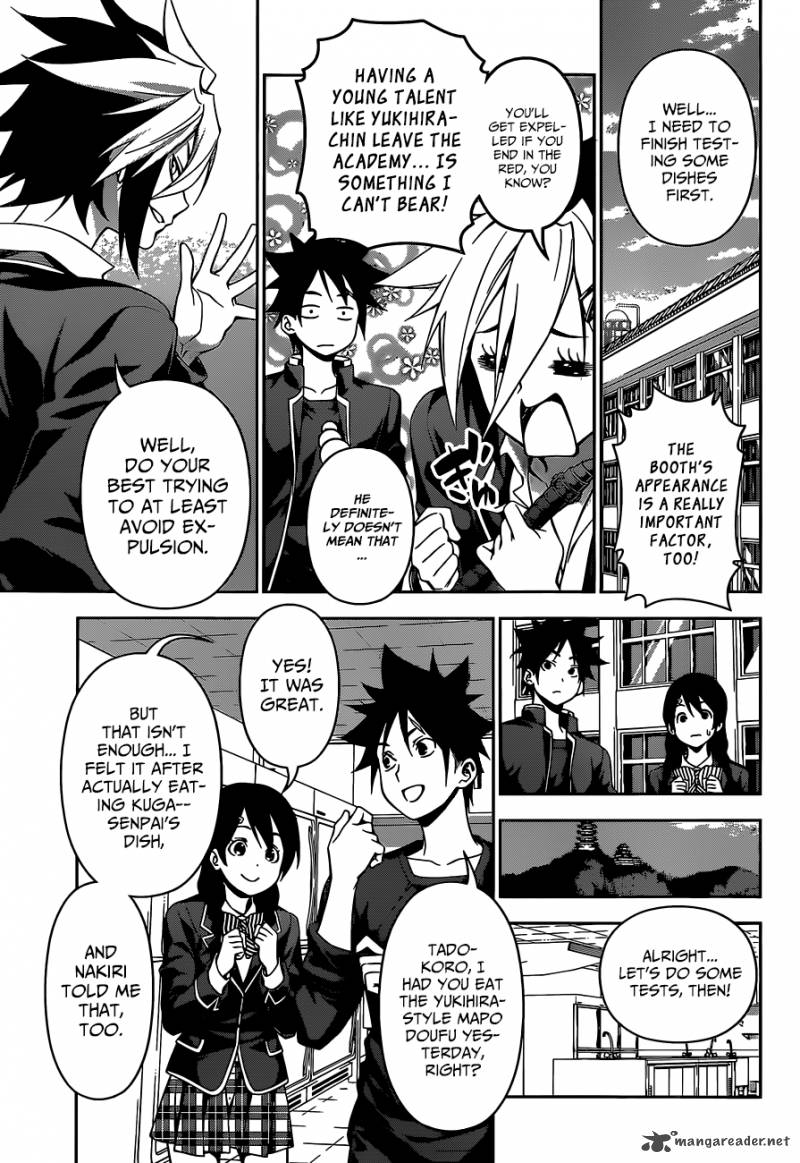 WELL...
I NEED TO
FINISH TEST-
ING SOME
DISHES
FIRST.
THE
BOOTH'S
APPEARANCE
IS A REALLY
IMPORTANT
FACTOR,
TOO!
YOU'LL
GET EXPEL-
LED IF YOU
END IN THE
RED, YOU
KNOW?
HAVING A
YOUNG TALENT
LIKE YUKIHIRA-
CHIN LEAVE THE
ACADEMY... IS
SOMETHING I
CAN'T BEAR!
ぎゅ
HE
DEFINITE-
LY DOESN'T
MEAN THAT
...
WELL,
DO YOUR
BEST TRYING
TO AT LEAST
AVOID EX-
PULSION.
ALRIGHT...
LET'S DO SOME
TESTS, THEN!
TADO-
KORO, I
HAD YOU EAT
THE YUKIHIRA-
STYLE MAPO
DOUFU YES-
TERDAY,
RIGHT?
YES!
IT WAS
GREAT.
BUT
THAT ISN'T
ENOUGH... I
FELT IT AFTER
ACTUALLY EAT-
ING KUGA--
SENPAI'S
DISH,
AND
NAKIRI
TOLD ME
THAT,
TOO.
mangareader.net